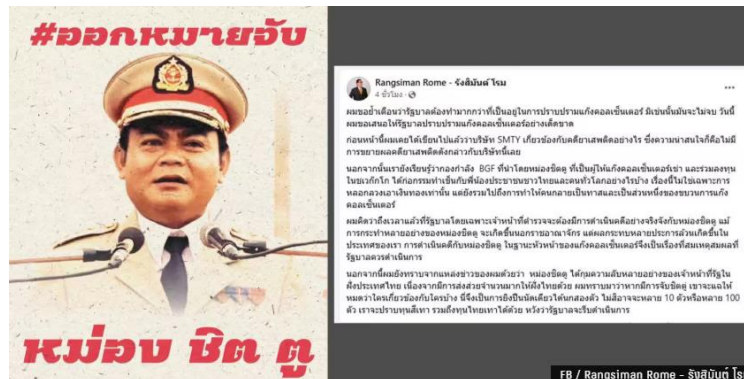 #ออกหมายจับ
หม่อง ชิต ตู
Rangsiman Rome - รังสิมันต์ โรม
4 ชั่วโมง ·
ผมขอย้ำเตือนว่ารัฐบาลต้องทำมากกว่าที่เป็นอยู่ในการปราบปรามแก๊งคอลเซ็นเตอร์ มิเช่นนั้นมันจะไม่จบ วันนี้
ผมขอเสนอให้รัฐบาลปราบปรามแก๊งคอลเซ็นเตอร์อย่างเด็ดขาด
ก่อนหน้านี้ผมเคยได้เขียนไปแล้วว่าบริษัท SMTY เกี่ยวข้องกับคดียาเสพติดอย่างไร ซึ่งความน่าสนใจก็คือไม่มี
การขยายผลคดียาเสพติดดังกล่าวกับบริษัทนี้เลย
นอกจากนั้นเรายังเรียนรู้ว่ากองกำลัง BGF ที่นำโดยหม่องชิตตู ที่เป็นผู้ให้แก๊งคอลเซ็นเตอร์เช่า และร่วมลงทุน
ในชเวก๊กโก ได้ก่อกรรมทำเข็นกับพี่น้องประชาชนชาวไทยและคนทั่วโลกอย่างไรบ้าง เรื่องนี้ไม่ใช่เฉพาะการ
หลอกลวงเอาเงินทองเท่านั้น แต่ยังรวมไปถึงการทำให้คนกลายเป็นทาสและเป็นส่วนหนึ่งของขบวนการแก๊ง
คอลเซ็นเตอร์
ผมคิดว่าถึงเวลาแล้วที่รัฐบาลโดยเฉพาะเจ้าหน้าที่ตำรวจจะต้องมีการดำเนินคดีอย่างจริงจังกับหม่องชิตตู แม้
การกระทำหลายอย่างของหม่องชิตตู จะเกิดขึ้นนอกราชอาณาจักร แต่ผลกระทบหลายประการล้วนเกิดขึ้นใน
ประเทศของเรา การดำเนินคดีกับหม่องชิตตู ในฐานะหัวหน้าของแก๊งคอลเซ็นเตอร์จึงเป็นเรื่องที่สมเหตุสมผลที่
รัฐบาลควรดำเนินการ
นอกจากนี้ผมยังทราบจากแหล่งข่าวของผมด้วยว่า หม่องชิตตู ได้กุมความลับหลายอย่างของเจ้าหน้าที่รัฐใน
ฝั่งประเทศไทย เนื่องจากมีการส่งส่วยจำนวนมากให้ฝั่งไทยด้วย ผมทราบมาว่าหากมีการจับชิตตู เขาจะแฉให้
หมดว่าใครเกี่ยวข้องกับใครบ้าง นี่จึงเป็นการยิงปืนนัดเดียวได้นกสองตัว ไม่สิอาจจะหลาย 10 ตัวหรือหลาย 100
ตัว เราจะปราบทุนสีเทา รวมถึงทุนไทยเทาได้ด้วย หวังว่ารัฐบาลจะรีบดำเนินการ
FB / Rangsiman Rome - รังสิมันต์ โรม